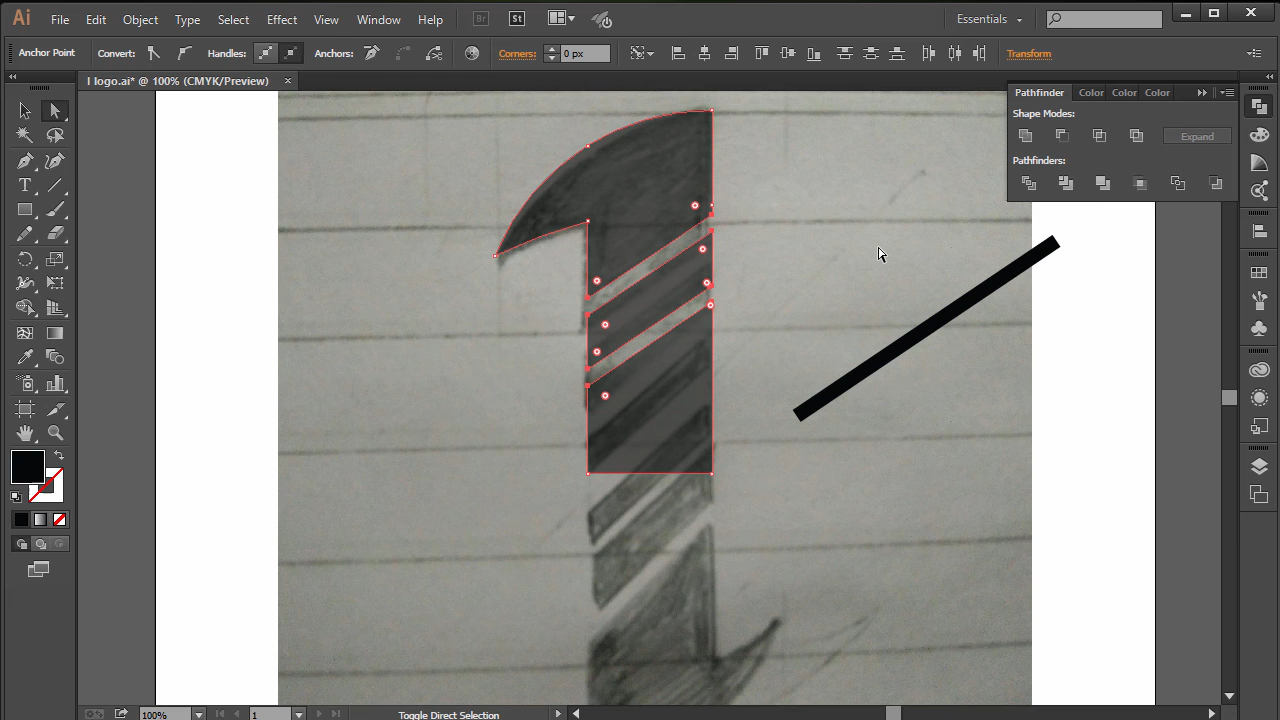 Ai File Edit Object Type Select Effect View Window Help Br St Essentials
Anchor Point Convert: Handles: Anchors: Corners: 0 px Transform
I logo.ai* @ 100% (CMYK/Preview) ×
Pathfinder Color Color Color
Shape Modes:
Expand
Pathfinders:
T
100% 1 Toggle Direct Selection